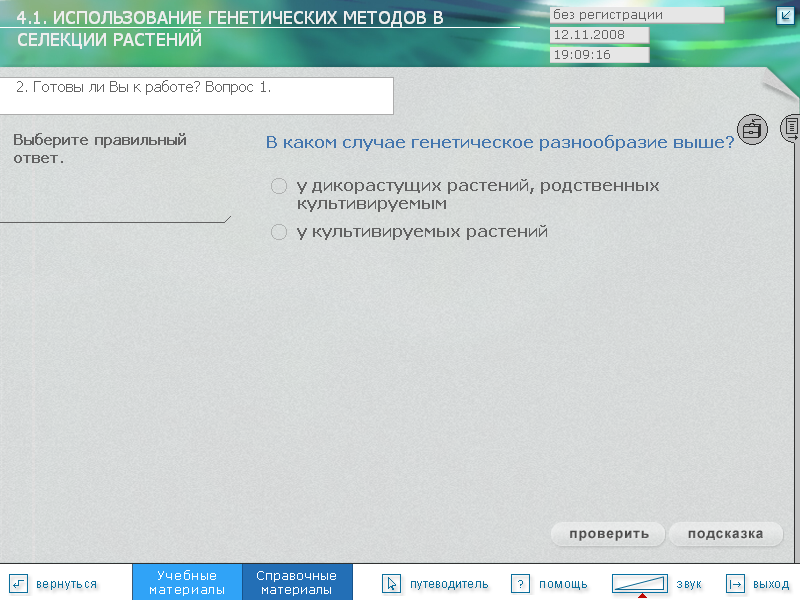 4.1. ИСПОЛЬЗОВАНИЕ ГЕНЕТИЧЕСКИХ МЕТОДОВ В
СЕЛЕКЦИИ РАСТЕНИЙ
без регистрации
12.11.2008
19:09:16
2. Готовы ли Вы к работе? Вопрос 1.
Выберите правильный
ответ.
В каком случае генетическое разнообразие выше?
у дикорастущих растений, родственных
культивируемым
у культивируемых растений
проверить
подсказка
вернуться
Учебные
материалы
Справочные
материалы
путеводитель
?
помощь
звук
выход